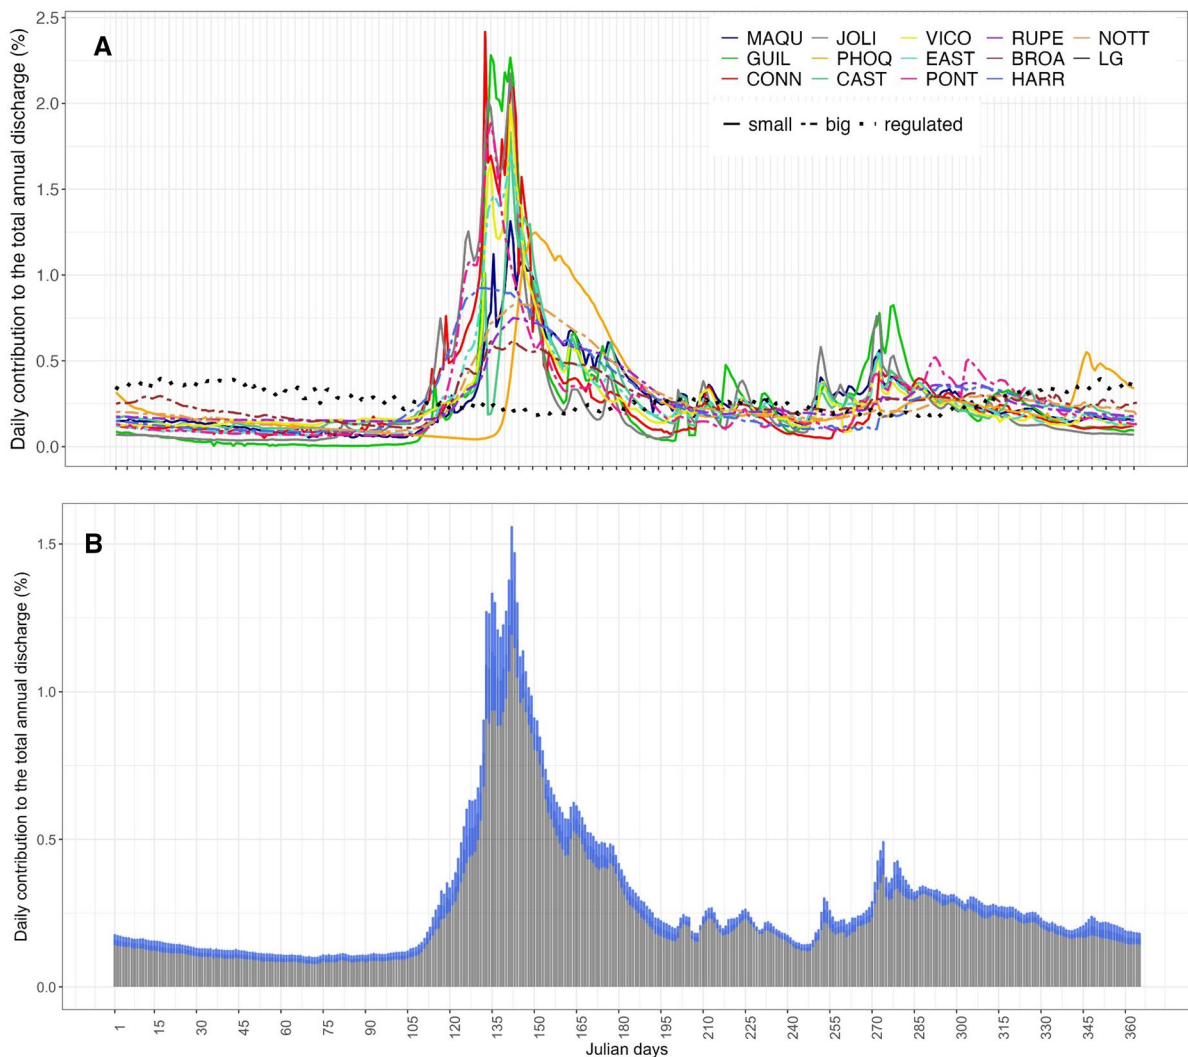 Daily contribution to the total annual discharge (%)
2.5
2.0
1.5
1.0
0.5
0.0
A
MAQU JOLI VICO RUPE NOTT
GUIL PHOQ EAST BROA LG
CONN CAST PONT HARR
small big regulated
Daily contribution to the total annual discharge (%)
1.5
1.0
0.5
0.0
B
1 15 30 45 60 75 90 105 120 135 150 165 180 195 210 225 240 255 270 285 300 315 330 345 360
Julian days